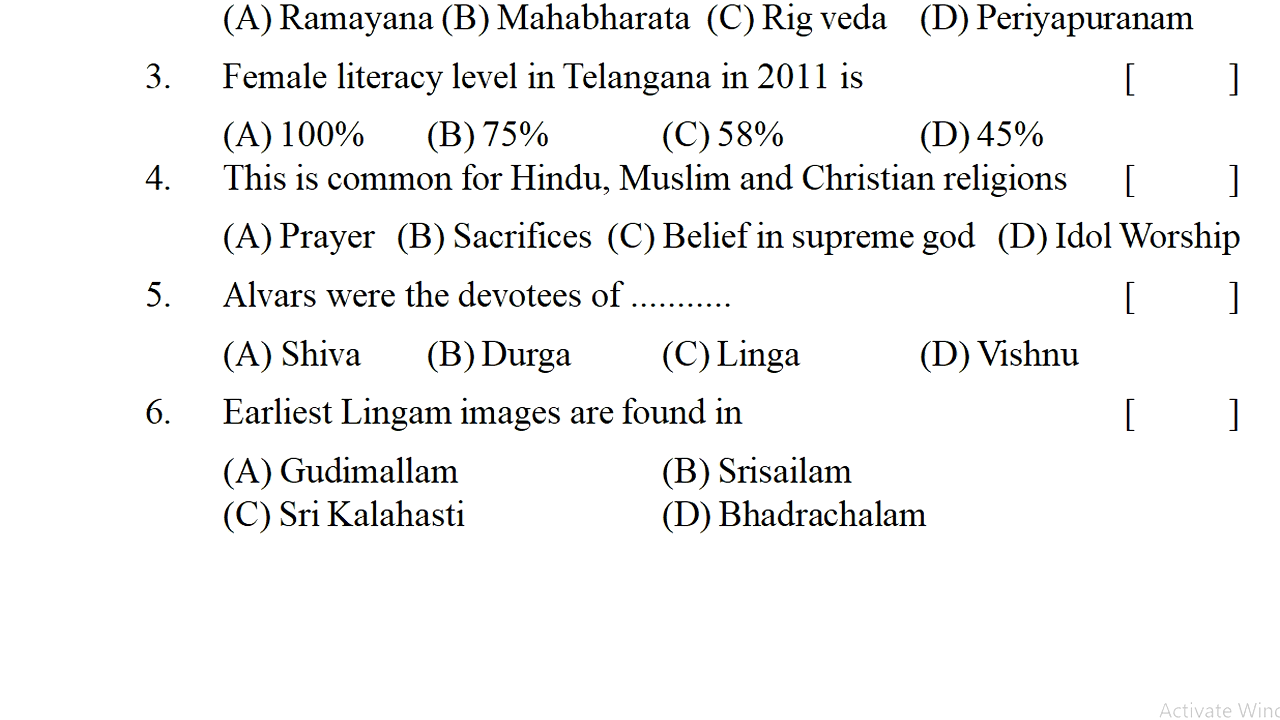 (A) Ramayana (B) Mahabharata (C) Rig veda (D) Periyapuranam
3. Female literacy level in Telangana in 2011 is [ ]
(A) 100% (B) 75% (C) 58% (D) 45%
4. This is common for Hindu, Muslim and Christian religions [ ]
(A) Prayer (B) Sacrifices (C) Belief in supreme god (D) Idol Worship
5. Alvars were the devotees of ........... [ ]
(A) Shiva (B) Durga (C) Linga (D) Vishnu
6. Earliest Lingam images are found in [ ]
(A) Gudimallam (B) Srisailam
(C) Sri Kalahasti (D) Bhadrachalam
Activate Wind